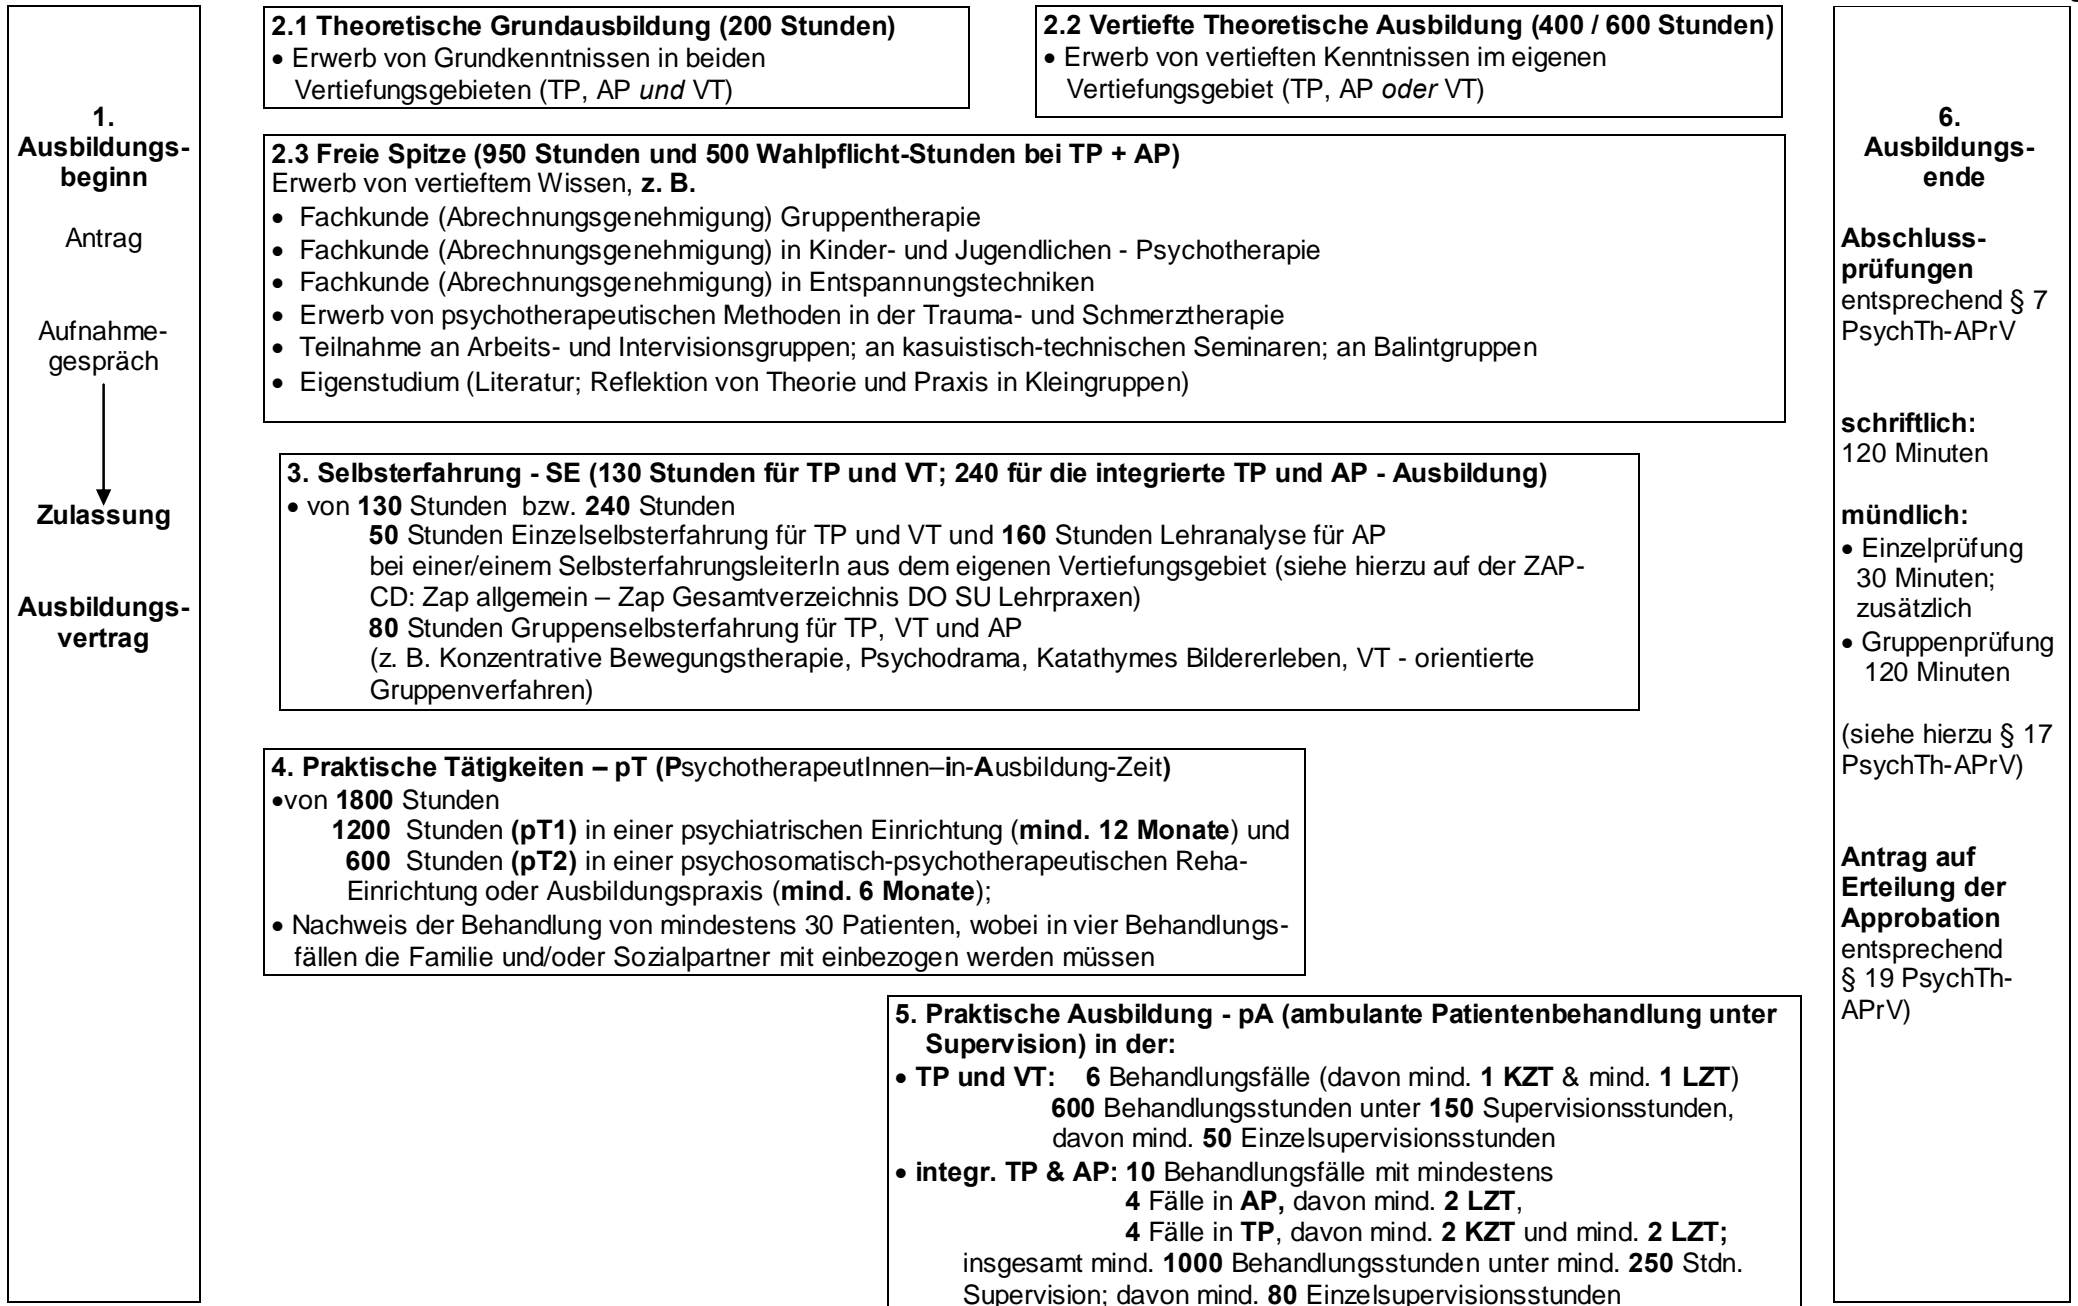 1.
Ausbildungs-
beginn
Antrag
Aufnahme-
gespräch
Zulassung
Ausbildungs-
vertrag
2.1 Theoretische Grundausbildung (200 Stunden)
• Erwerb von Grundkenntnissen in beiden
Vertiefungsgebieten (TP, AP und VT)
2.2 Vertiefte Theoretische Ausbildung (400 / 600 Stunden)
• Erwerb von vertieften Kenntnissen im eigenen
Vertiefungsgebiet (TP, AP oder VT)
2.3 Freie Spitze (950 Stunden und 500 Wahlpflicht-Stunden bei TP + AP)
Erwerb von vertieftem Wissen, z. B.
• Fachkunde (Abrechnungsgenehmigung) Gruppentherapie
• Fachkunde (Abrechnungsgenehmigung) in Kinder- und Jugendlichen - Psychotherapie
• Fachkunde (Abrechnungsgenehmigung) in Entspannungstechniken
• Erwerb von psychotherapeutischen Methoden in der Trauma- und Schmerztherapie
• Teilnahme an Arbeits- und Intervisionsgruppen; an kasuistisch-technischen Seminaren; an Balintgruppen
• Eigenstudium (Literatur; Reflektion von Theorie und Praxis in Kleingruppen)
3. Selbsterfahrung - SE (130 Stunden für TP und VT; 240 für die integrierte TP und AP - Ausbildung)
• von 130 Stunden bzw. 240 Stunden
50 Stunden Einzelselbsterfahrung für TP und VT und 160 Stunden Lehranalyse für AP
bei einer/einem SelbsterfahrungsleiterIn aus dem eigenen Vertiefungsgebiet (siehe hierzu auf der ZAP-
CD: Zap allgemein – Zap Gesamtverzeichnis DO SU Lehrpraxen)
80 Stunden Gruppenselbsterfahrung für TP, VT und AP
(z. B. Konzentrative Bewegungstherapie, Psychodrama, Katathymes Bildererleben, VT - orientierte
Gruppenverfahren)
4. Praktische Tätigkeiten – pT (PsychotherapeutInnen–in-Ausbildung-Zeit)
•von 1800 Stunden
1200 Stunden (pT1) in einer psychiatrischen Einrichtung (mind. 12 Monate) und
600 Stunden (pT2) in einer psychosomatisch-psychotherapeutischen Reha-
Einrichtung oder Ausbildungspraxis (mind. 6 Monate);
• Nachweis der Behandlung von mindestens 30 Patienten, wobei in vier Behandlungs-
fällen die Familie und/oder Sozialpartner mit einbezogen werden müssen
5. Praktische Ausbildung - pA (ambulante Patientenbehandlung unter
Supervision) in der:
• TP und VT: 6 Behandlungsfälle (davon mind. 1 KZT & mind. 1 LZT)
600 Behandlungsstunden unter 150 Supervisionsstunden,
davon mind. 50 Einzelsupervisionsstunden
• integr. TP & AP: 10 Behandlungsfälle mit mindestens
4 Fälle in AP, davon mind. 2 LZT,
4 Fälle in TP, davon mind. 2 KZT und mind. 2 LZT;
insgesamt mind. 1000 Behandlungsstunden unter mind. 250 Stdn.
Supervision; davon mind. 80 Einzelsupervisionsstunden
6.
Ausbildungs-
ende
Abschluss-
prüfungen
entsprechend § 7
PsychTh-APrV
schriftlich:
120 Minuten
mündlich:
• Einzelprüfung
30 Minuten;
zusätzlich
• Gruppenprüfung
120 Minuten
(siehe hierzu § 17
PsychTh-APrV)
Antrag auf
Erteilung der
Approbation
entsprechend
§ 19 PsychTh-
APrV)